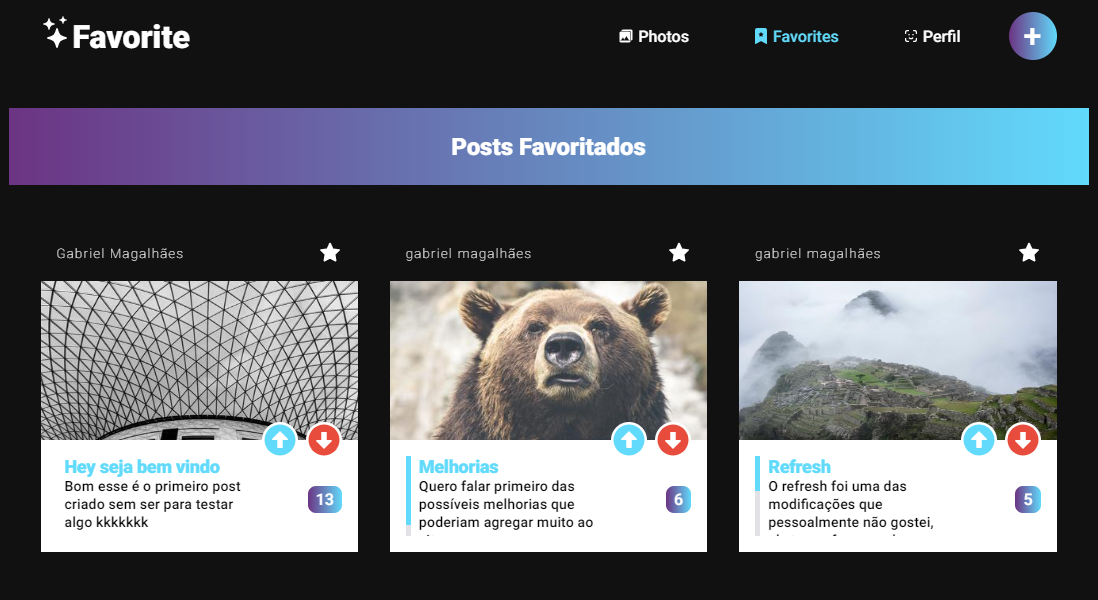 Favorite
Photos
Favorites
Perfil
Posts Favoritados
Gabriel Magalhães
gabriel magalhães
gabriel magalhães
Hey seja bem vindo
Bom esse é o primeiro post
criado sem ser para testar
algo kkkkkkk
13
Melhorias
Quero falar primeiro das
possíveis melhorias que
poderiam agregar muito ao
6
Refresh
O refresh foi uma das
modificações que
pessoalmente não gostei,
5